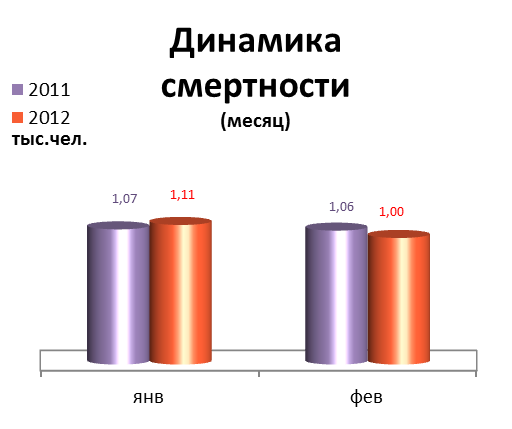 Динамика
смертности
(месяц)
2011
2012
тыс.чел.
1,07
1,11
1,06
1,00
янв
фев